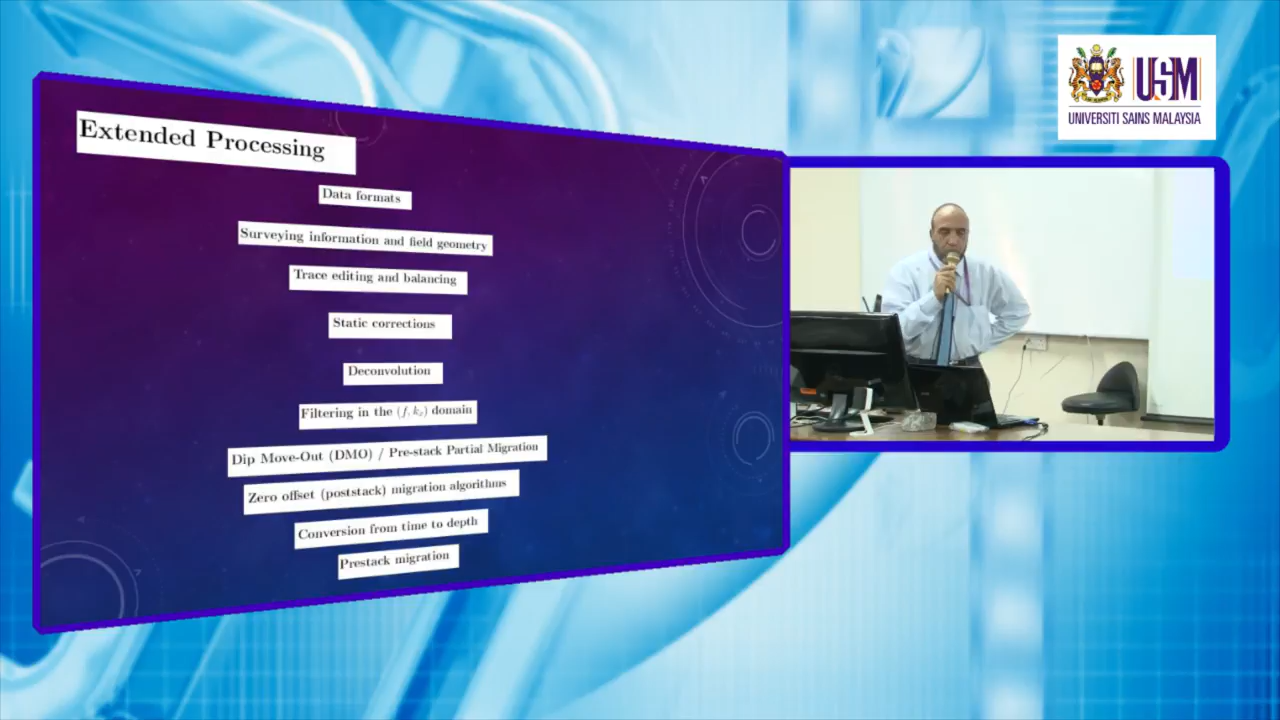 Extended Processing
Data formats
Surveying information and field geometry
Trace editing and balancing
Static corrections
Deconvolution
Filtering in the (f, kx) domain
Dip Move-Out (DMO) / Pre-stack Partial Migration
Zero offset (poststack) migration algorithms
Conversion from time to depth
Prestack migration
USM
UNIVERSITI SAINS MALAYSIA